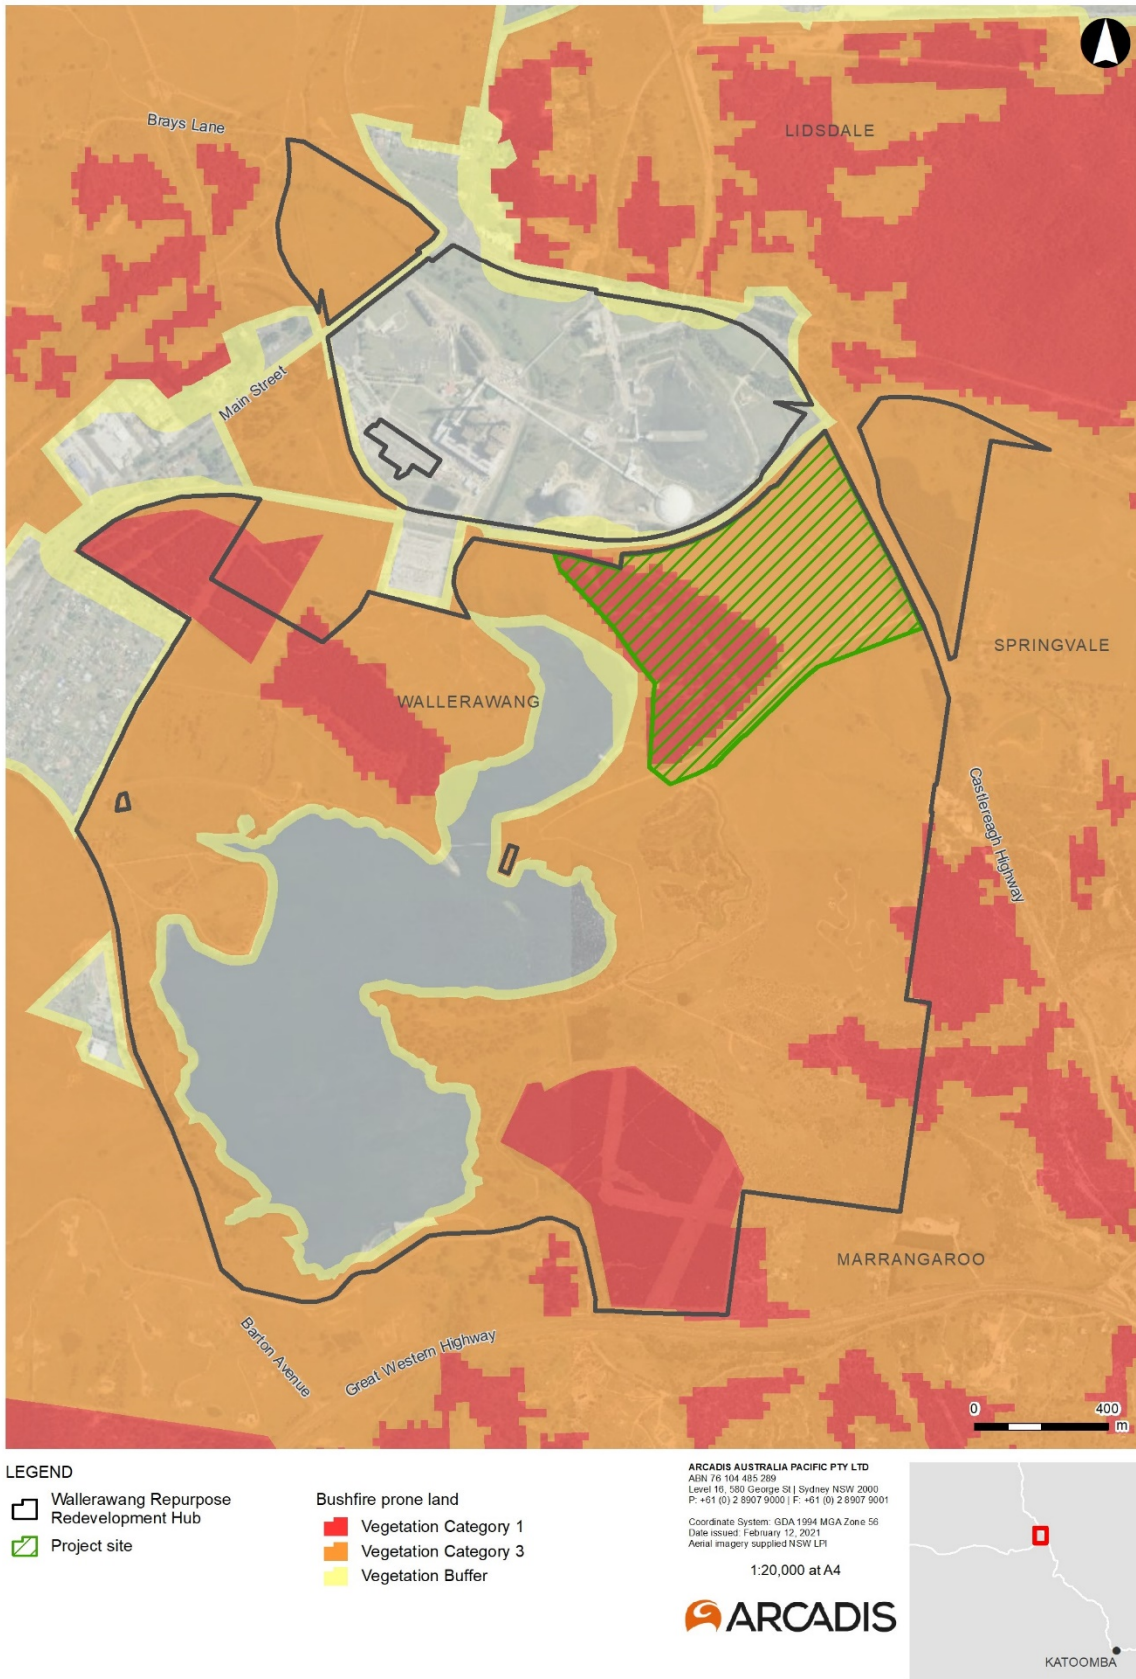 Brays Lane
LIDSDALE
Main Street
SPRINGVALE
WALLERAWANG
Castlereagh Highway
MARRANGAROO
Barton Avenue
Great Western Highway
0 400
m
LEGEND
Wallerawang Repurpose
Redevelopment Hub
Project site
Bushfire prone land
Vegetation Category 1
Vegetation Category 3
Vegetation Buffer
ARCADIS AUSTRALIA PACIFIC PTY LTD
ABN 76 104 485 289
Level 16, 580 George St | Sydney NSW 2000
P: +61 (0) 2 8907 9000 | F: +61 (0) 2 8907 9001
Coordinate System: GDA 1994 MGA Zone 56
Date issued: February 12, 2021
Aerial imagery supplied NSW LPI
1:20,000 at A4
ARCADIS
KATOOMBA